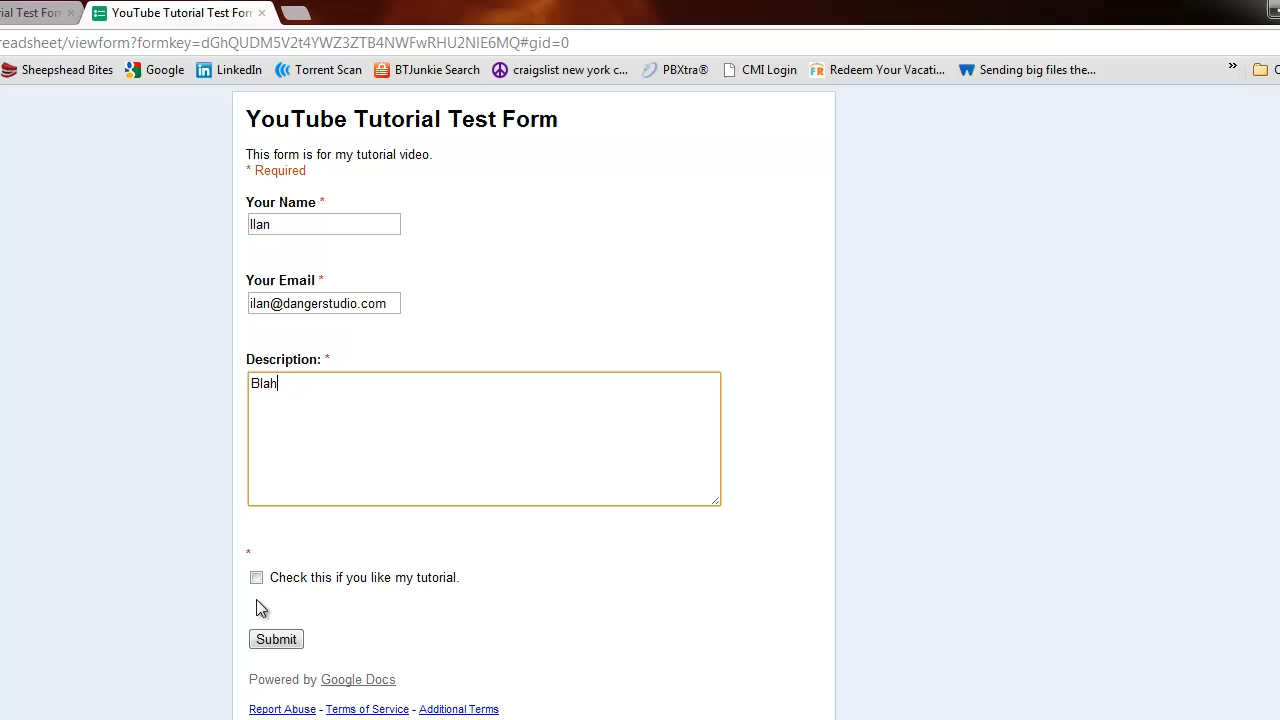 rial Test Forr
YouTube Tutorial Test For
readsheet/viewform?formkey=dGhQUDM5V2t4YWZ3ZTB4NWFwRHU2NlE6MQ#gid=0
Sheepshead Bites Google LinkedIn Torrent Scan BTJunkie Search craigslist new york c... PBXtra® CMI Login Redeem Your Vacati... Sending big files the... »
YouTube Tutorial Test Form
This form is for my tutorial video.
* Required
Your Name *
Ilan
Your Email *
ilan@dangerstudio.com
Description: *
Blah
*
Check this if you like my tutorial.
Submit
Powered by Google Docs
Report Abuse - Terms of Service - Additional Terms